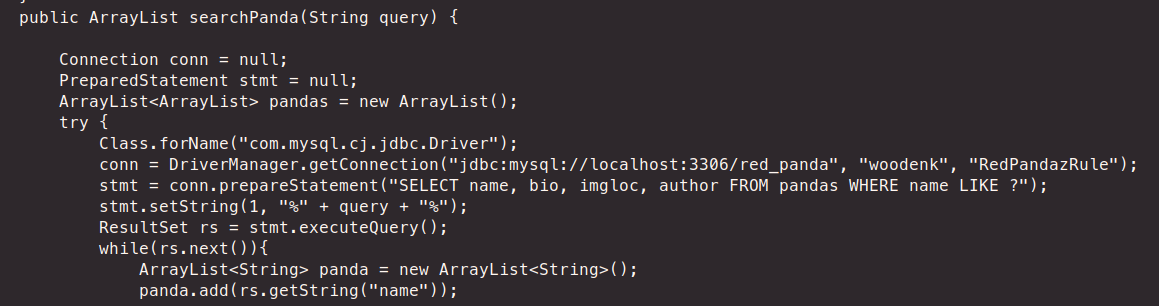 public ArrayList searchPanda(String query) {
Connection conn = null;
PreparedStatement stmt = null;
ArrayList<ArrayList> pandas = new ArrayList();
try {
Class.forName("com.mysql.cj.jdbc.Driver");
conn = DriverManager.getConnection("jdbc:mysql://localhost:3306/red_panda", "woodenk", "RedPandazRule");
stmt = conn.prepareStatement("SELECT name, bio, imgloc, author FROM pandas WHERE name LIKE ?");
stmt.setString(1, "%" + query + "%");
ResultSet rs = stmt.executeQuery();
while(rs.next()){
ArrayList<String> panda = new ArrayList<String>();
panda.add(rs.getString("name"));